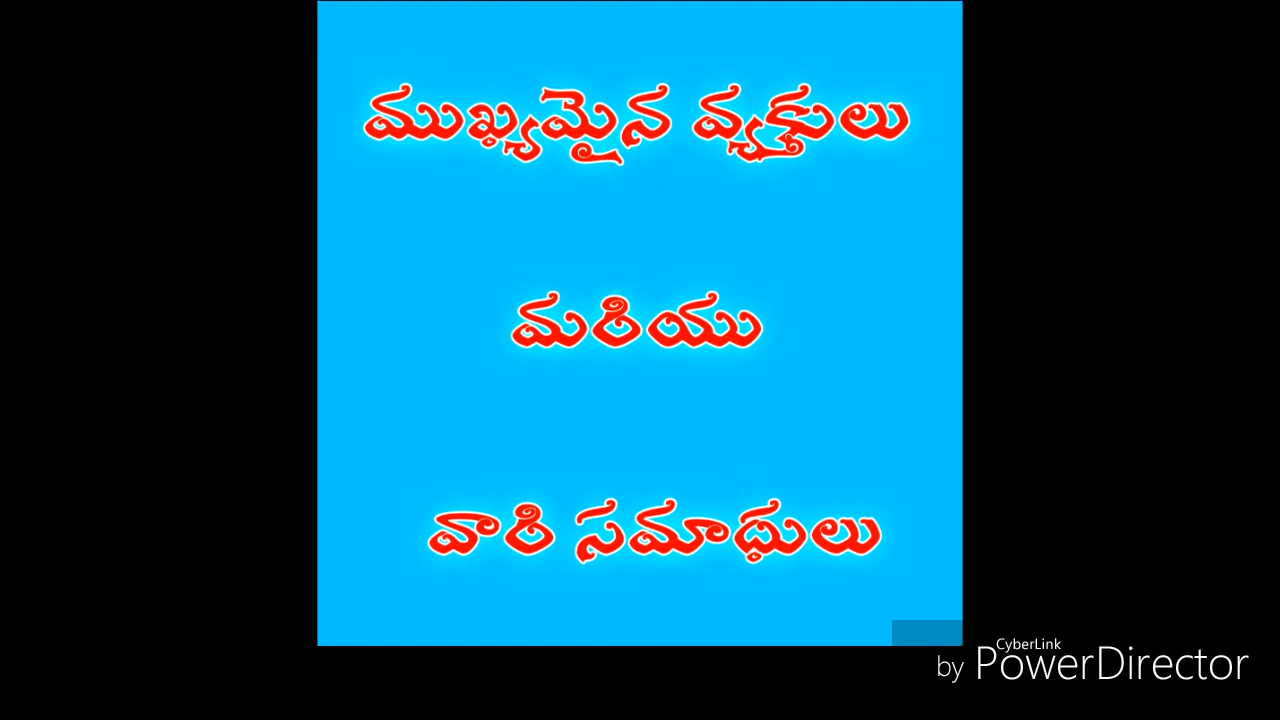 ముఖ్యమైన వ్యక్తులు
మరియు
వారి సమాధులు
CyberLink
by PowerDirector